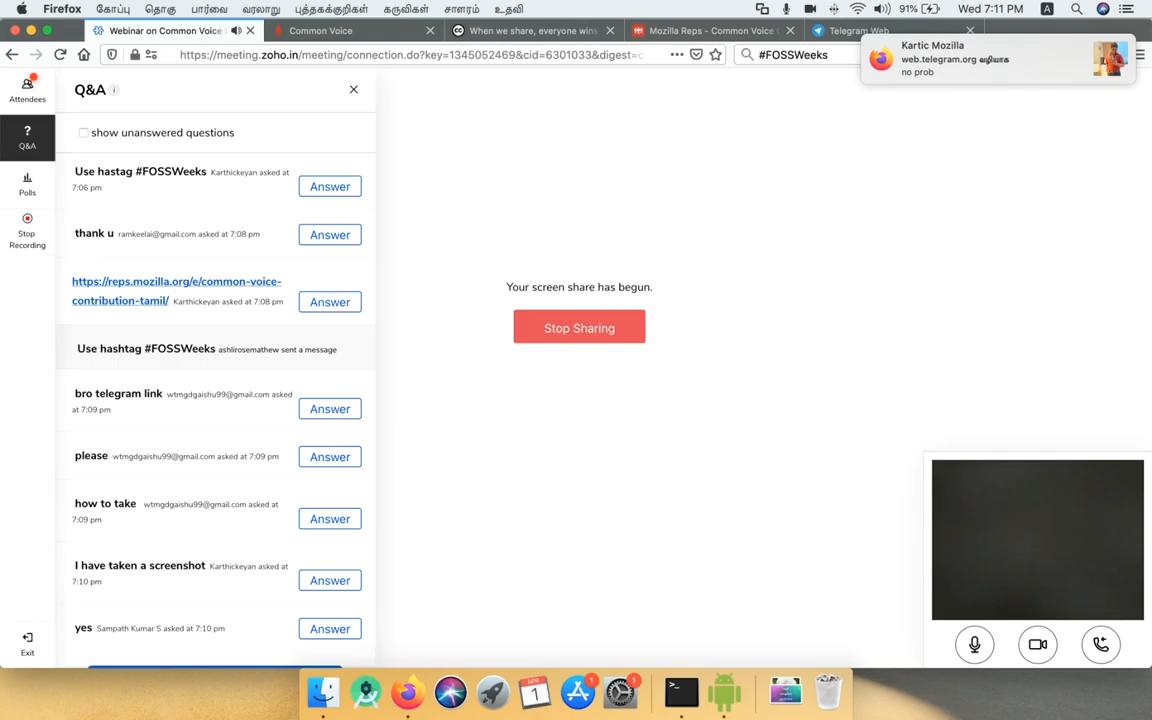 Firefox கோப்பு தொகு பார்வை வரலாறு புத்தகக்குறிகள் கருவிகள் சாளரம் உதவி 91% Wed 7:11 PM A
Webinar on Common Voice
Common Voice
When we share, everyone wins
Mozilla Reps - Common Voice
Telegram Web
https://meeting.zoho.in/meeting/connection.do?key=1345052469&cid=6301033&digest=
#FOSSWeeks
Kartic Mozilla
web.telegram.org வழியாக
no prob
Attendees
?
Q&A
Polls
Stop
Recording
Exit
Q&A i
show unanswered questions
Use hastag #FOSSWeeks Karthickeyan asked at
7:06 pm
Answer
thank u ramkeelai@gmail.com asked at 7:08 pm
Answer
https://reps.mozilla.org/e/common-voice-
contribution-tamil/ Karthickeyan asked at 7:08 pm
Answer
Use hashtag #FOSSWeeks ashlirosemathew sent a message
bro telegram link wtmgdgaishu99@gmail.com asked
at 7:09 pm
Answer
please wtmgdgaishu99@gmail.com asked at 7:09 pm
Answer
how to take wtmgdgaishu99@gmail.com asked at
7:09 pm
Answer
I have taken a screenshot Karthickeyan asked at
7:10 pm
Answer
yes Sampath Kumar S asked at 7:10 pm
Answer
Your screen share has begun.
Stop Sharing
APR
1
1
1